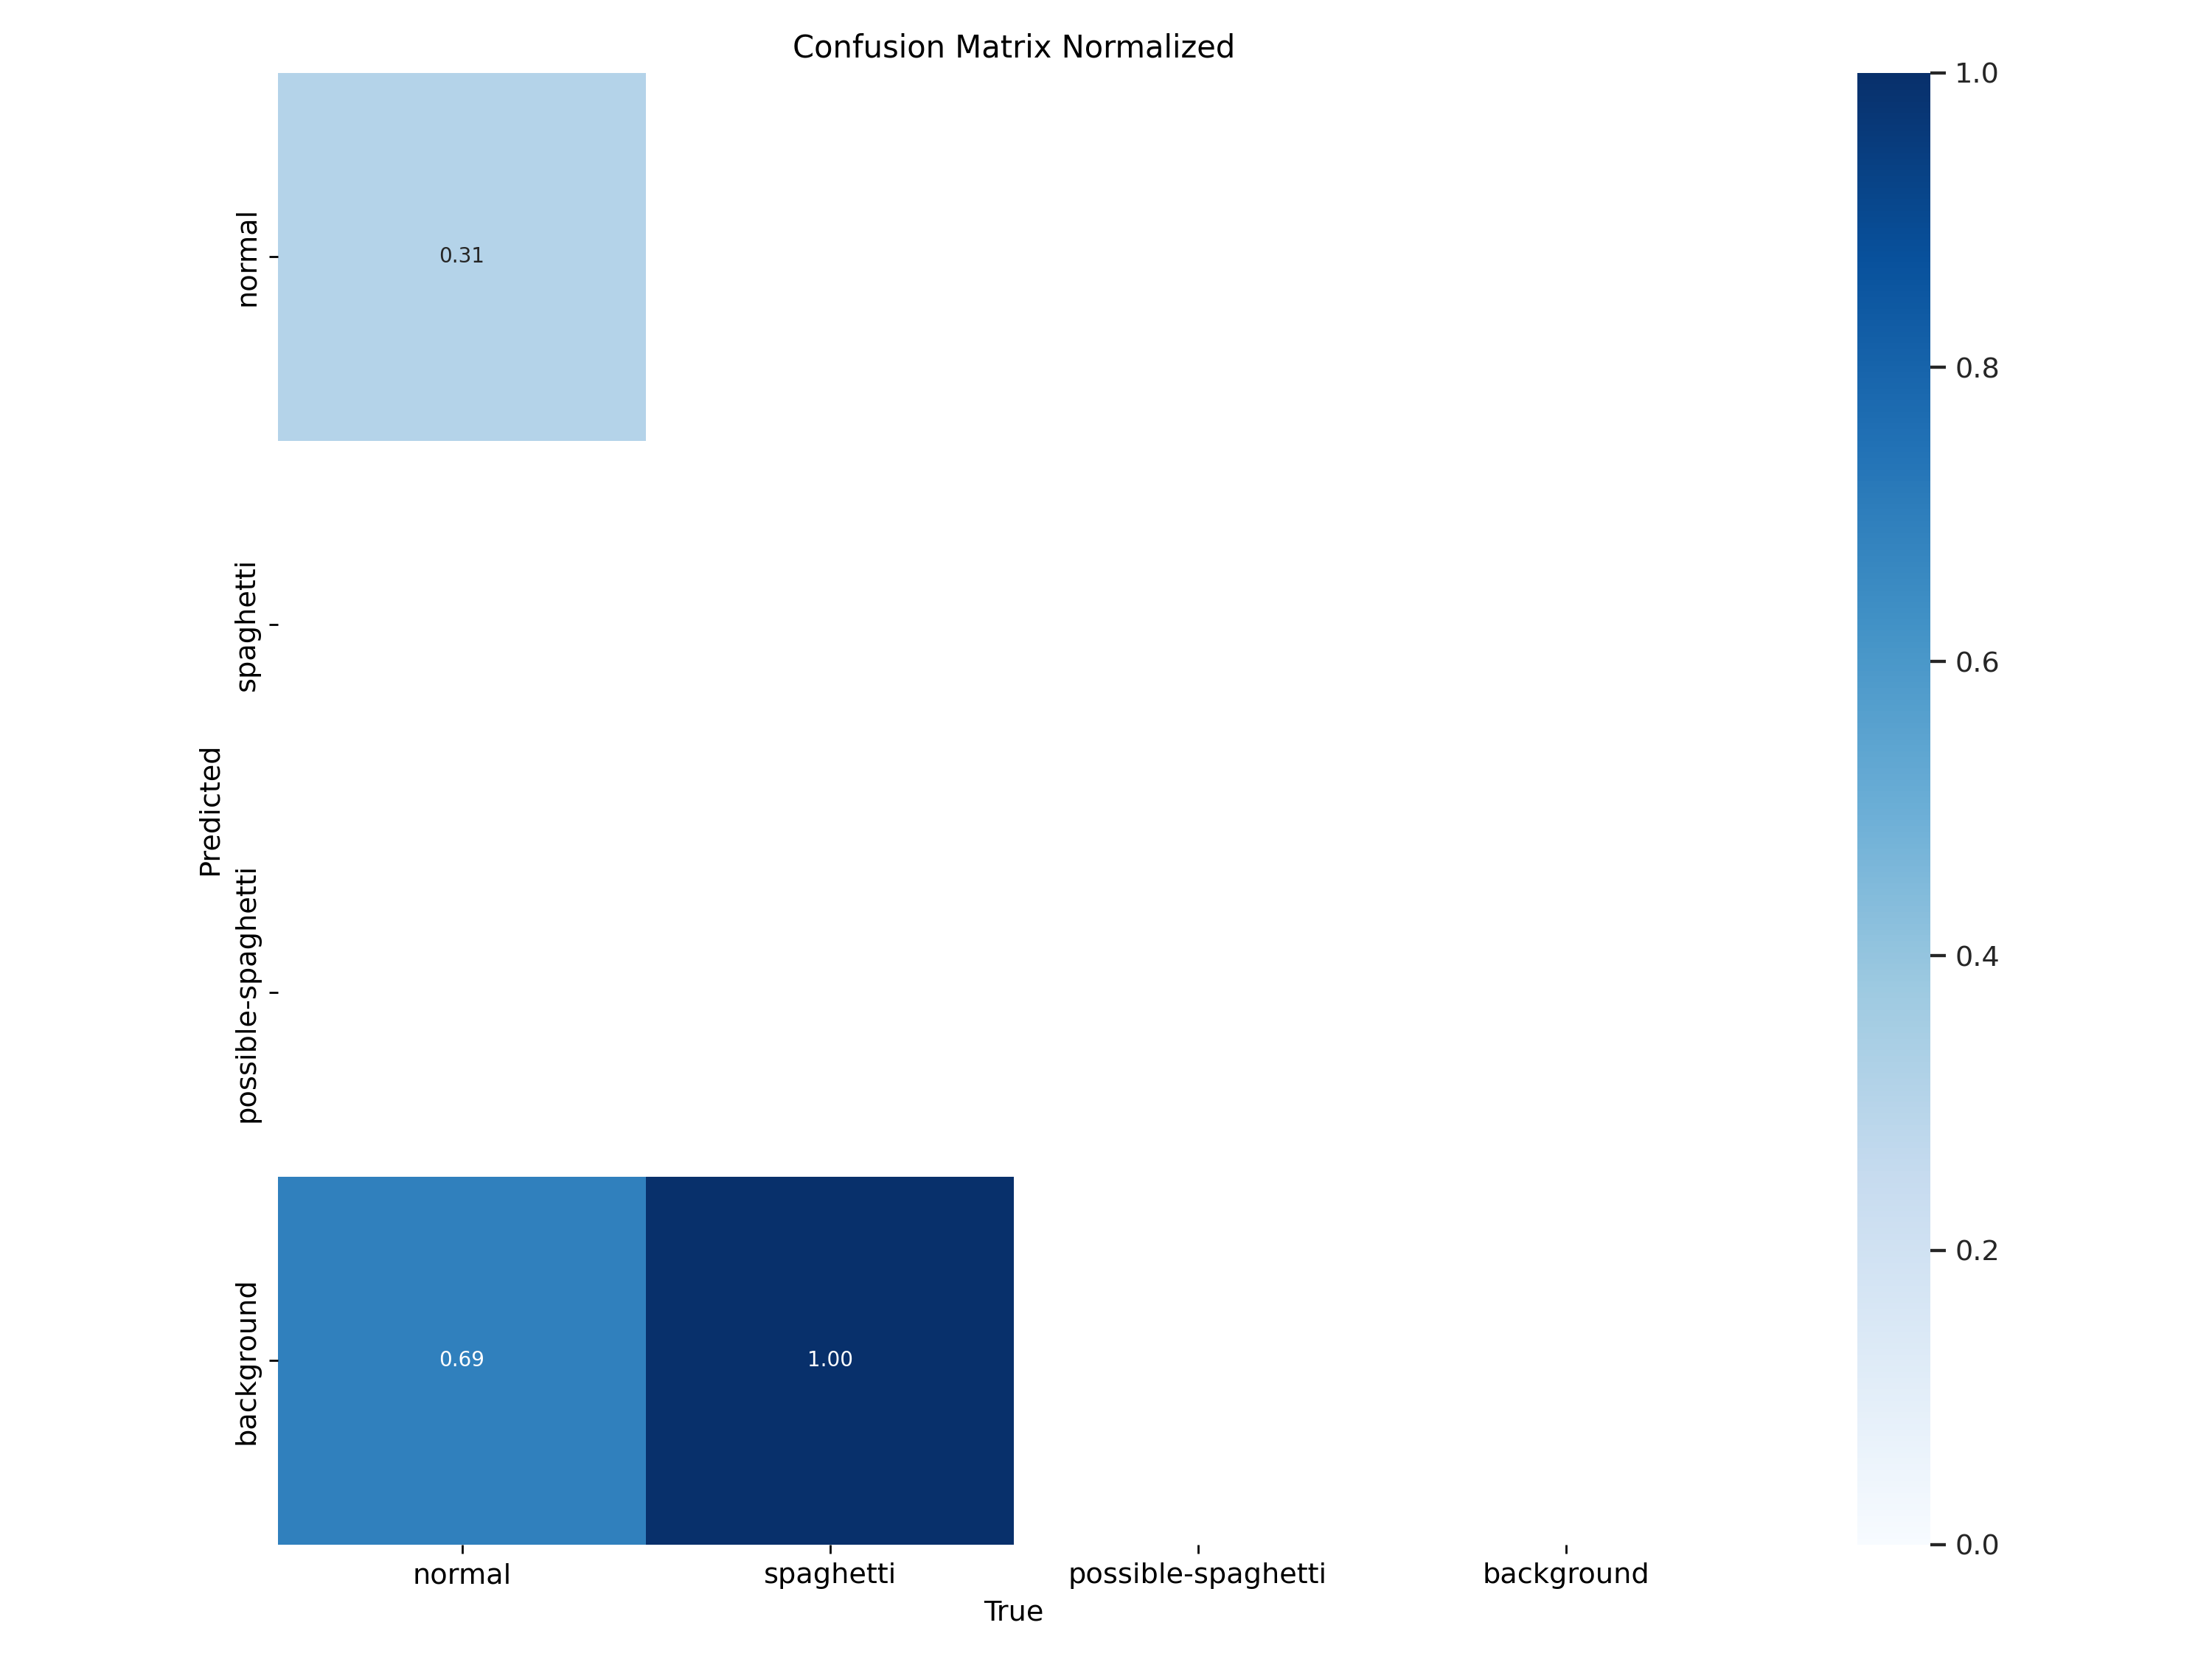 Confusion Matrix Normalized
normal
spaghetti
possible-spaghetti
background
Predicted
0.31
0.69
1.00
normal
spaghetti
possible-spaghetti
background
True
1.0
0.8
0.6
0.4
0.2
0.0